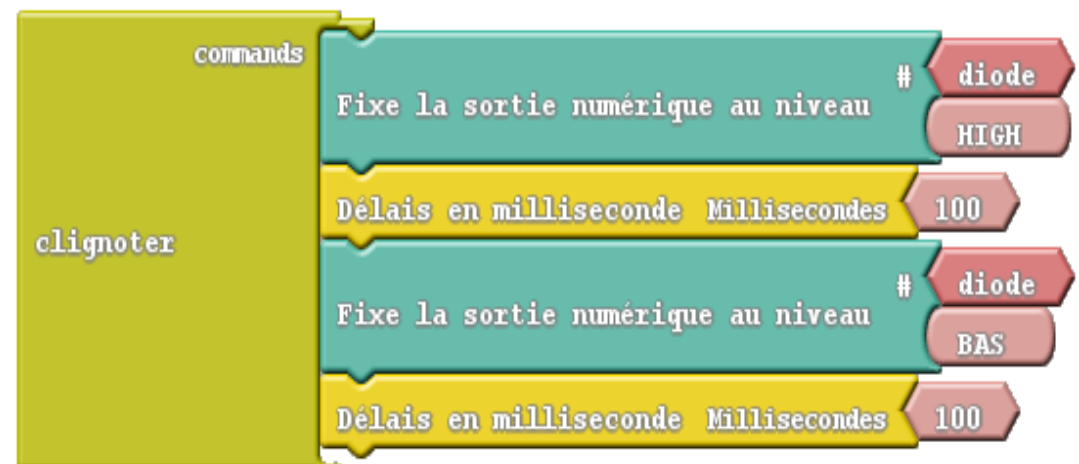 commands
Fixe la sortie numérique au niveau # diode
HIGH
Délais en milliseconde Millisecondes 100
clignoter
Fixe la sortie numérique au niveau # diode
BAS
Délais en milliseconde Millisecondes 100